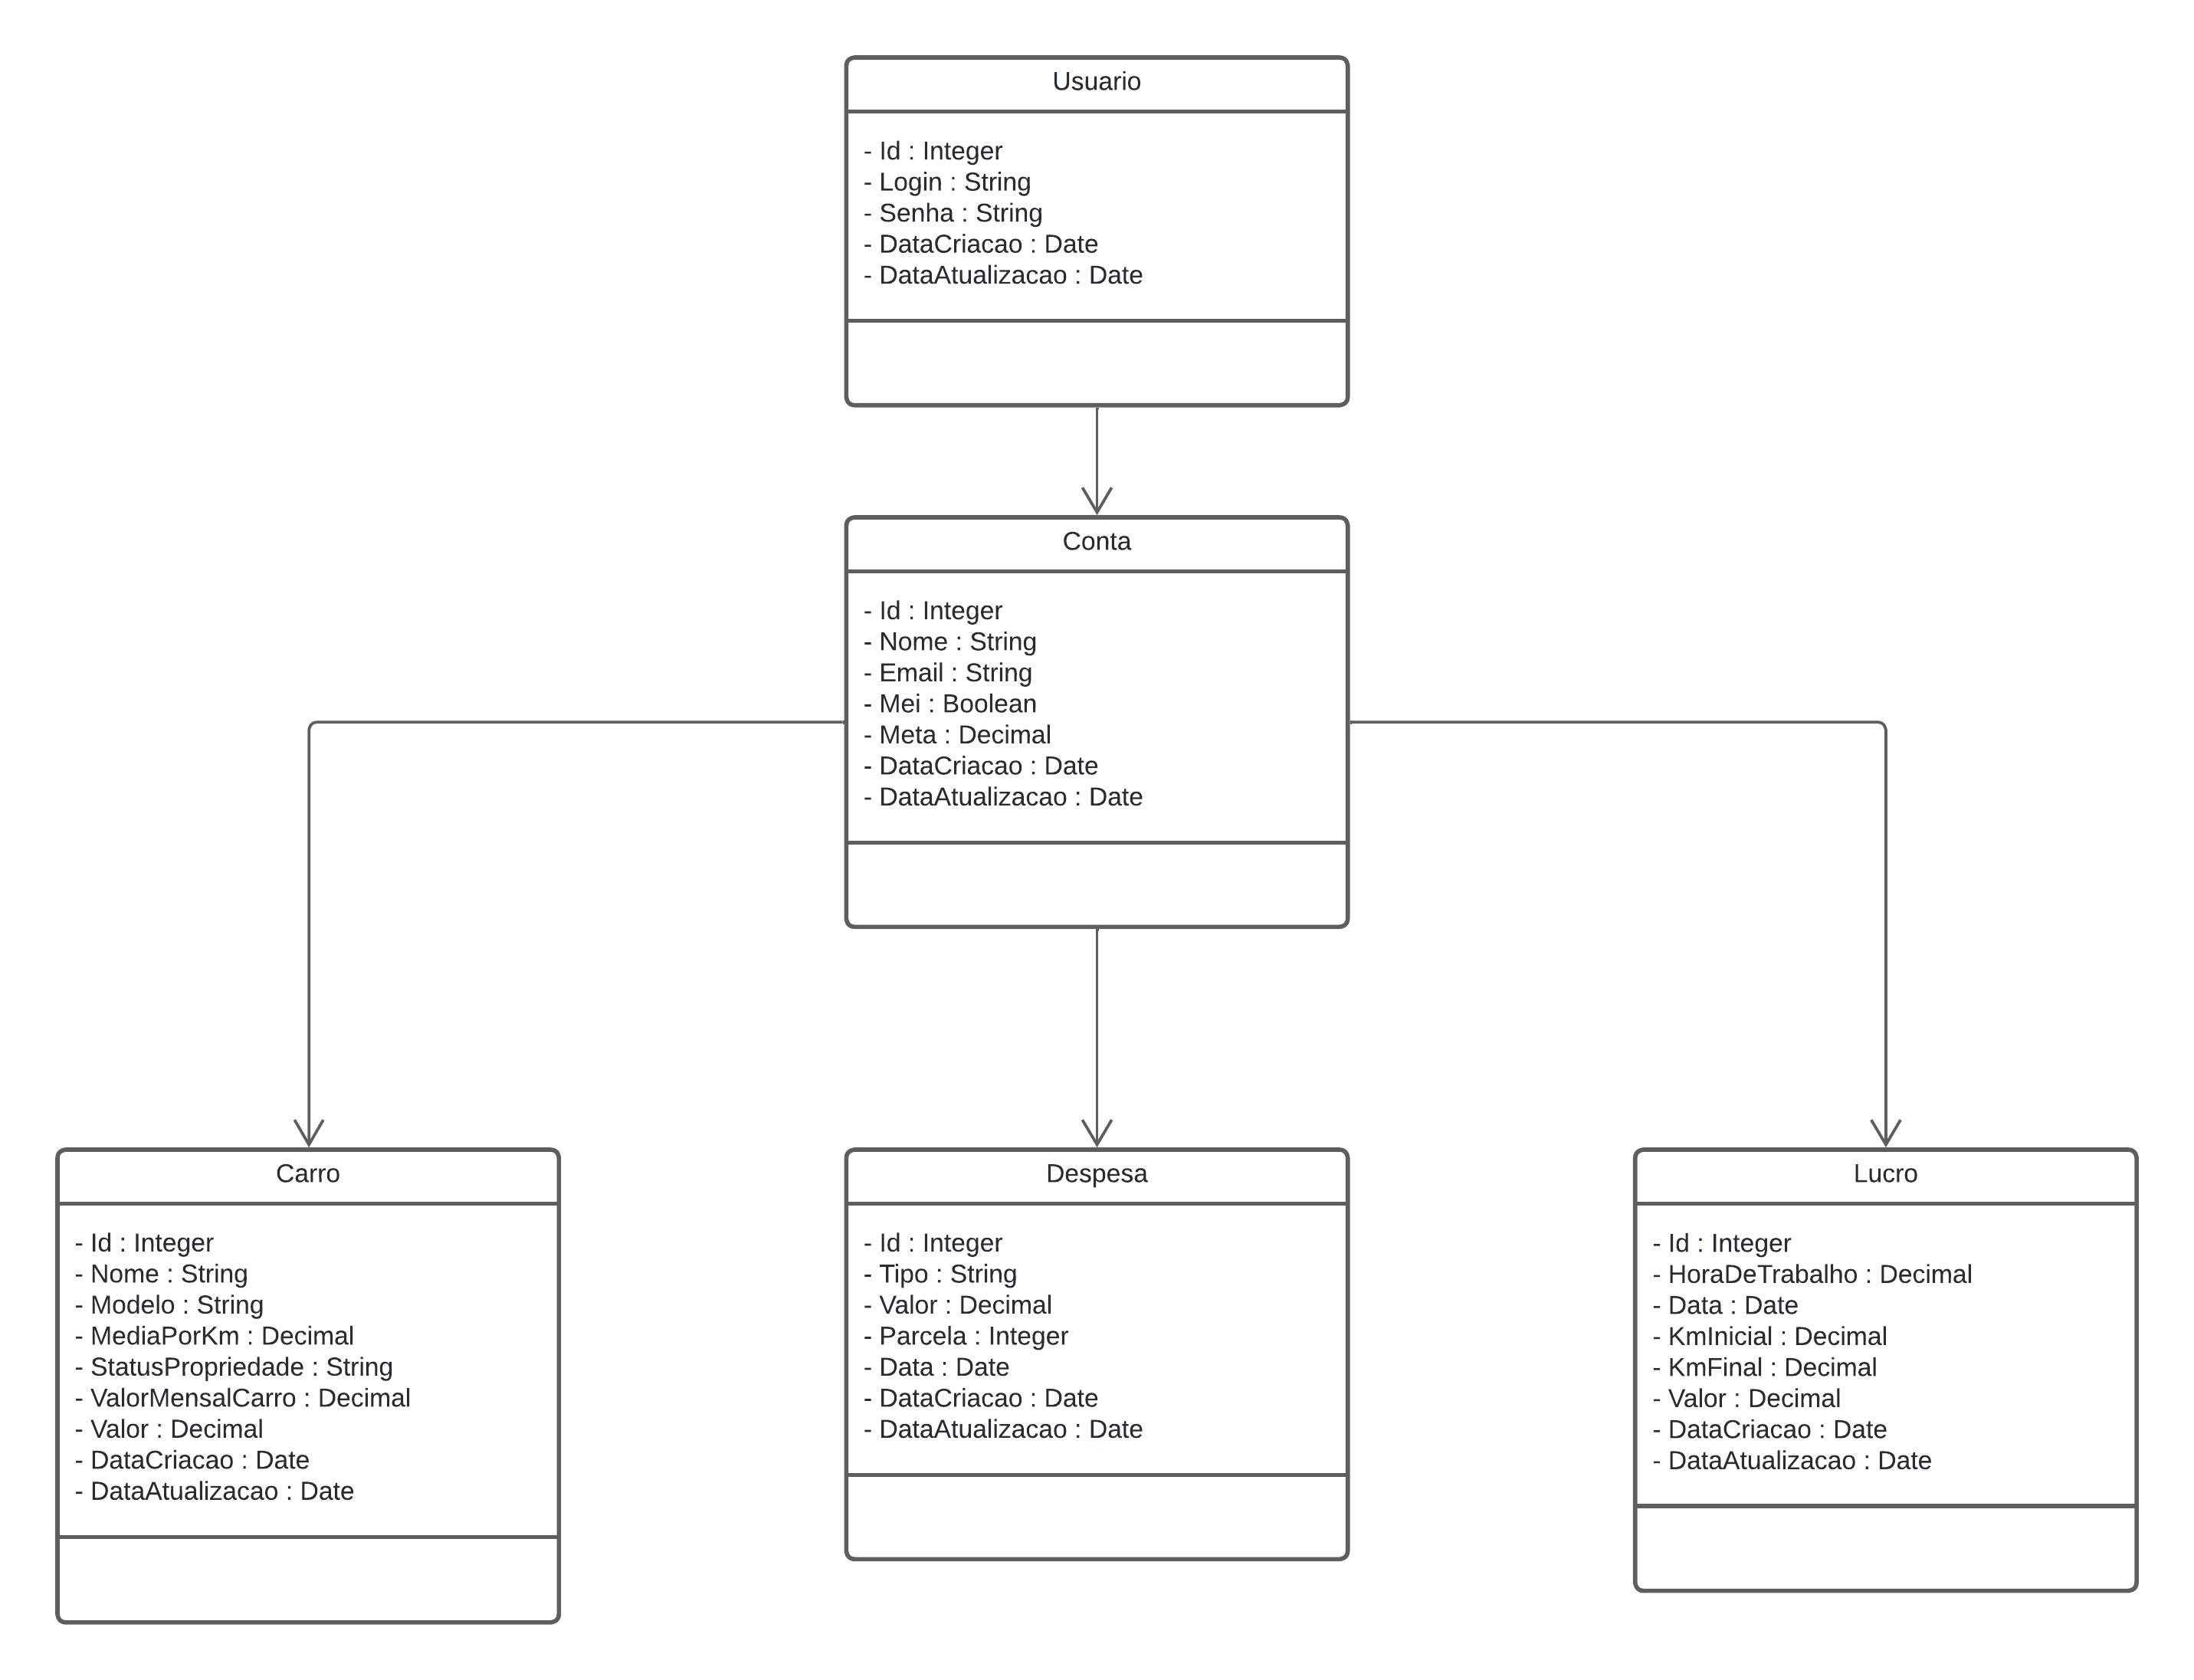 Usuario
- Id : Integer
- Login : String
- Senha : String
- DataCriacao : Date
- DataAtualizacao : Date
Conta
- Id : Integer
- Nome : String
- Email : String
- Mei : Boolean
- Meta : Decimal
- DataCriacao : Date
- DataAtualizacao : Date
Carro
- Id : Integer
- Nome : String
- Modelo : String
- MediaPorKm : Decimal
- StatusPropriedade : String
- ValorMensalCarro : Decimal
- Valor : Decimal
- DataCriacao : Date
- DataAtualizacao : Date
Despesa
- Id : Integer
- Tipo : String
- Valor : Decimal
- Parcela : Integer
- Data : Date
- DataCriacao : Date
- DataAtualizacao : Date
Lucro
- Id : Integer
- HoraDeTrabalho : Decimal
- Data : Date
- KmInicial : Decimal
- KmFinal : Decimal
- Valor : Decimal
- DataCriacao : Date
- DataAtualizacao : Date